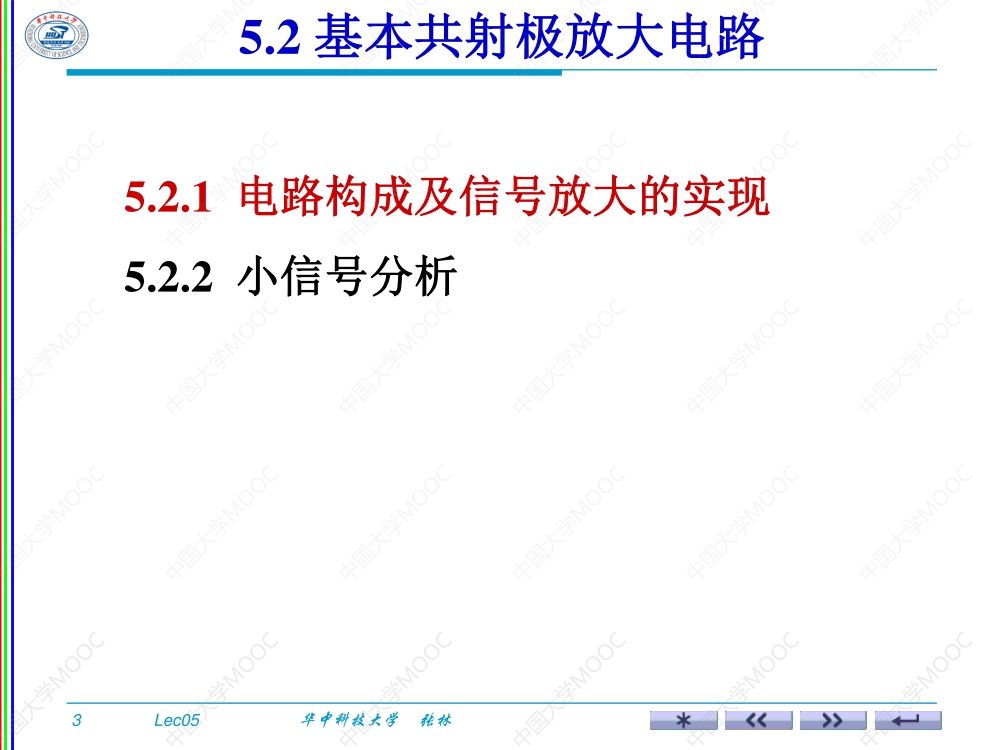 5.2 基本共射极放大电路
5.2.1 电路构成及信号放大的实现
5.2.2 小信号分析
3 Lec05 华中科技大学 张林
中国大学MOOC